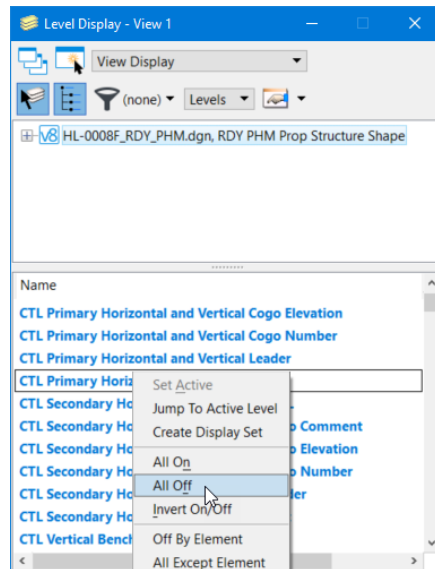 Level Display - View 1
View Display
(none) Levels
V8 HL-0008F_RDY_PHM.dgn, RDY PHM Prop Structure Shape
Name
CTL Primary Horizontal and Vertical Cogo Elevation
CTL Primary Horizontal and Vertical Cogo Number
CTL Primary Horizontal and Vertical Leader
CTL Primary Horiz
CTL Secondary Ho
CTL Secondary Ho Comment
CTL Secondary Ho Elevation
CTL Secondary Ho Number
CTL Secondary Ho der
CTL Secondary Ho
CTL Vertical Bench
Set Active
Jump To Active Level
Create Display Set
All On
All Off
Invert On/Off
Off By Element
All Except Element